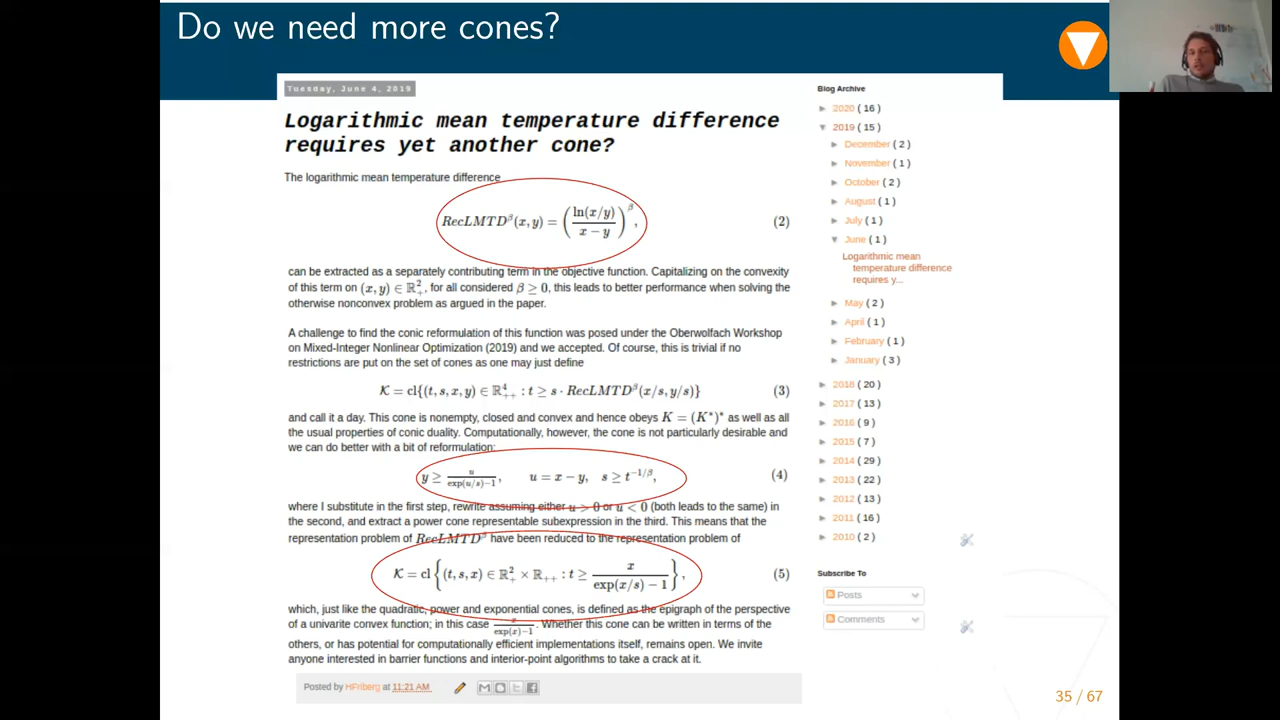 Do we need more cones?
Tuesday, June 4, 2019
Logarithmic mean temperature difference
requires yet another cone?
The logarithmic mean temperature difference
RecLMTD^β(x, y) = (ln(x/y) / (x − y))^β, (2)
can be extracted as a separately contributing term in the objective function. Capitalizing on the convexity
of this term on (x, y) ∈ ℝ²₊, for all considered β ≥ 0, this leads to better performance when solving the
otherwise nonconvex problem as argued in the paper.
A challenge to find the conic reformulation of this function was posed under the Oberwolfach Workshop
on Mixed-Integer Nonlinear Optimization (2019) and we accepted. Of course, this is trivial if no
restrictions are put on the set of cones as one may just define
𝒦 = cl{(t, s, x, y) ∈ ℝ⁴₊₊ : t ≥ s · RecLMTD^β(x/s, y/s)} (3)
and call it a day. This cone is nonempty, closed and convex and hence obeys K = (K*)* as well as all
the usual properties of conic duality. Computationally, however, the cone is not particularly desirable and
we can do better with a bit of reformulation:
y ≥ u / (exp(u/s)−1), u = x − y, s ≥ t^(−1/β), (4)
where I substitute in the first step, rewrite assuming either u > 0 or u < 0 (both leads to the same) in
the second, and extract a power cone representable subexpression in the third. This means that the
representation problem of RecLMTD^β have been reduced to the representation problem of
𝒦 = cl{(t, s, x) ∈ ℝ²₊ × ℝ₊₊ : t ≥ x / (exp(x/s) − 1)}, (5)
which, just like the quadratic, power and exponential cones, is defined as the epigraph of the perspective
of a univarite convex function; in this case x / (exp(x)−1). Whether this cone can be written in terms of the
others, or has potential for computationally efficient implementations itself, remains open. We invite
anyone interested in barrier functions and interior-point algorithms to take a crack at it.
Posted by HFriberg at 11:21 AM
Blog Archive
► 2020 ( 16 )
▼ 2019 ( 15 )
► December ( 2 )
► November ( 1 )
► October ( 2 )
► August ( 1 )
► July ( 1 )
▼ June ( 1 )
Logarithmic mean
temperature difference
requires y...
► May ( 2 )
► April ( 1 )
► February ( 1 )
► January ( 3 )
► 2018 ( 20 )
► 2017 ( 13 )
► 2016 ( 9 )
► 2015 ( 7 )
► 2014 ( 29 )
► 2013 ( 22 )
► 2012 ( 13 )
► 2011 ( 16 )
► 2010 ( 2 )
Subscribe To
Posts
Comments
35 / 67